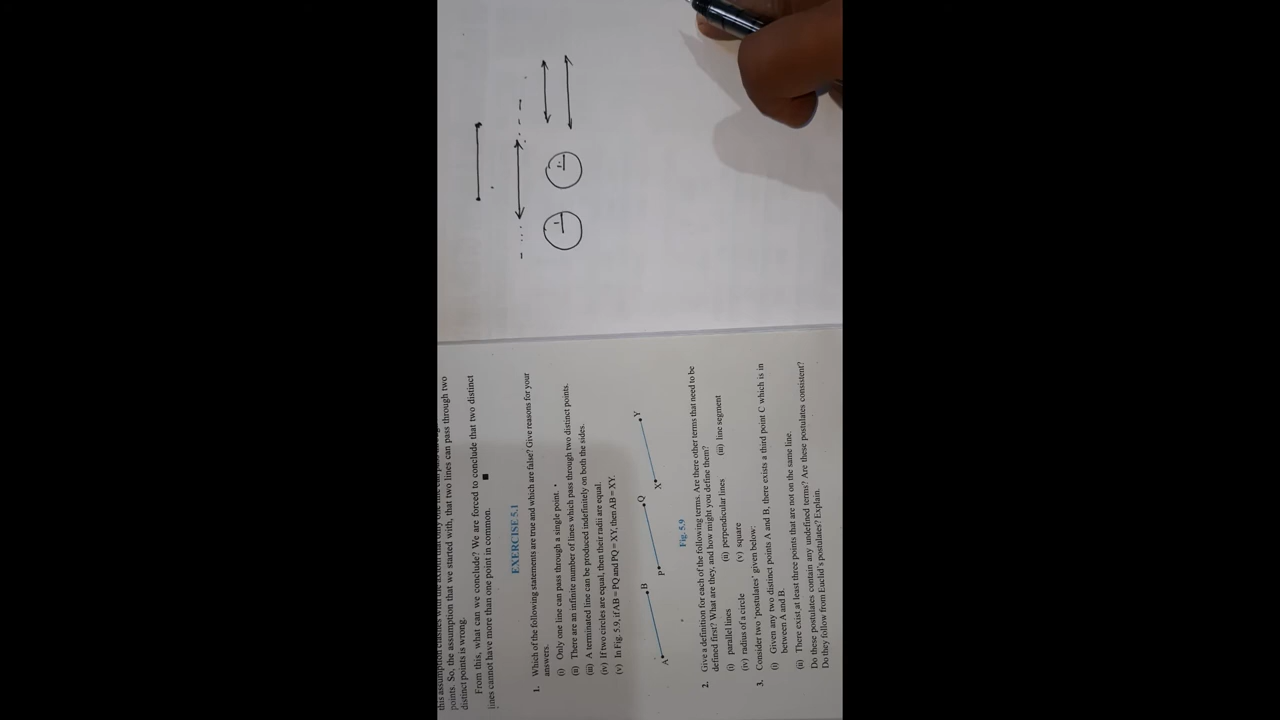 points. So, the assumption that we started with, that two lines can pass through two
distinct points is wrong.
From this, what can we conclude? We are forced to conclude that two distinct
lines cannot have more than one point in common. ■
EXERCISE 5.1
1. Which of the following statements are true and which are false? Give reasons for your
answers.
(i) Only one line can pass through a single point.
(ii) There are an infinite number of lines which pass through two distinct points.
(iii) A terminated line can be produced indefinitely on both the sides.
(iv) If two circles are equal, then their radii are equal.
(v) In Fig. 5.9, if AB = PQ and PQ = XY, then AB = XY.
A B P Q X Y
Fig. 5.9
2. Give a definition for each of the following terms. Are there other terms that need to be
defined first? What are they, and how might you define them?
(i) parallel lines (ii) perpendicular lines (iii) line segment
(iv) radius of a circle (v) square
3. Consider two 'postulates' given below:
(i) Given any two distinct points A and B, there exists a third point C which is in
between A and B.
(ii) There exist at least three points that are not on the same line.
Do these postulates contain any undefined terms? Are these postulates consistent?
Do they follow from Euclid's postulates? Explain.